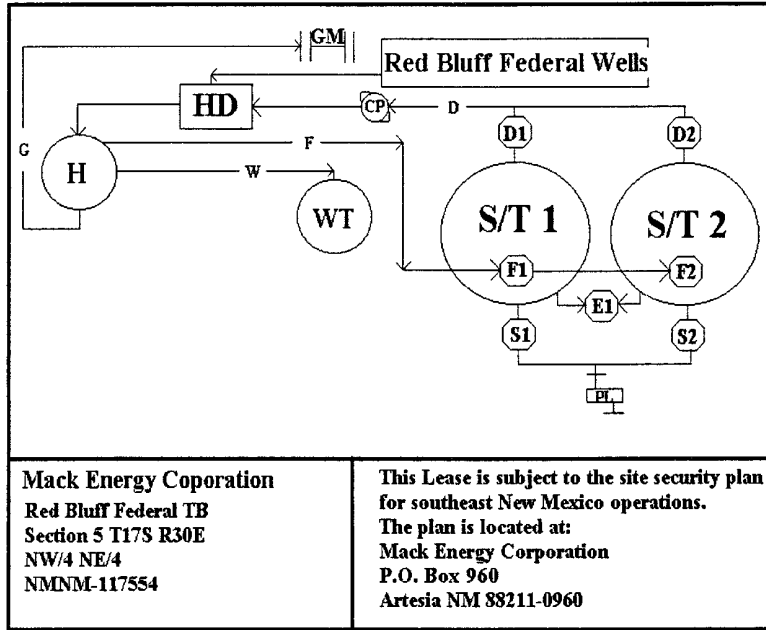 GM
Red Bluff Federal Wells
HD
CP
D
D1
D2
G
F
H
W
WT
S/T 1
S/T 2
F1
F2
E1
S1
S2
PL
Mack Energy Coporation
Red Bluff Federal TB
Section 5 T17S R30E
NW/4 NE/4
NMNM-117554
This Lease is subject to the site security plan
for southeast New Mexico operations.
The plan is located at:
Mack Energy Corporation
P.O. Box 960
Artesia NM 88211-0960